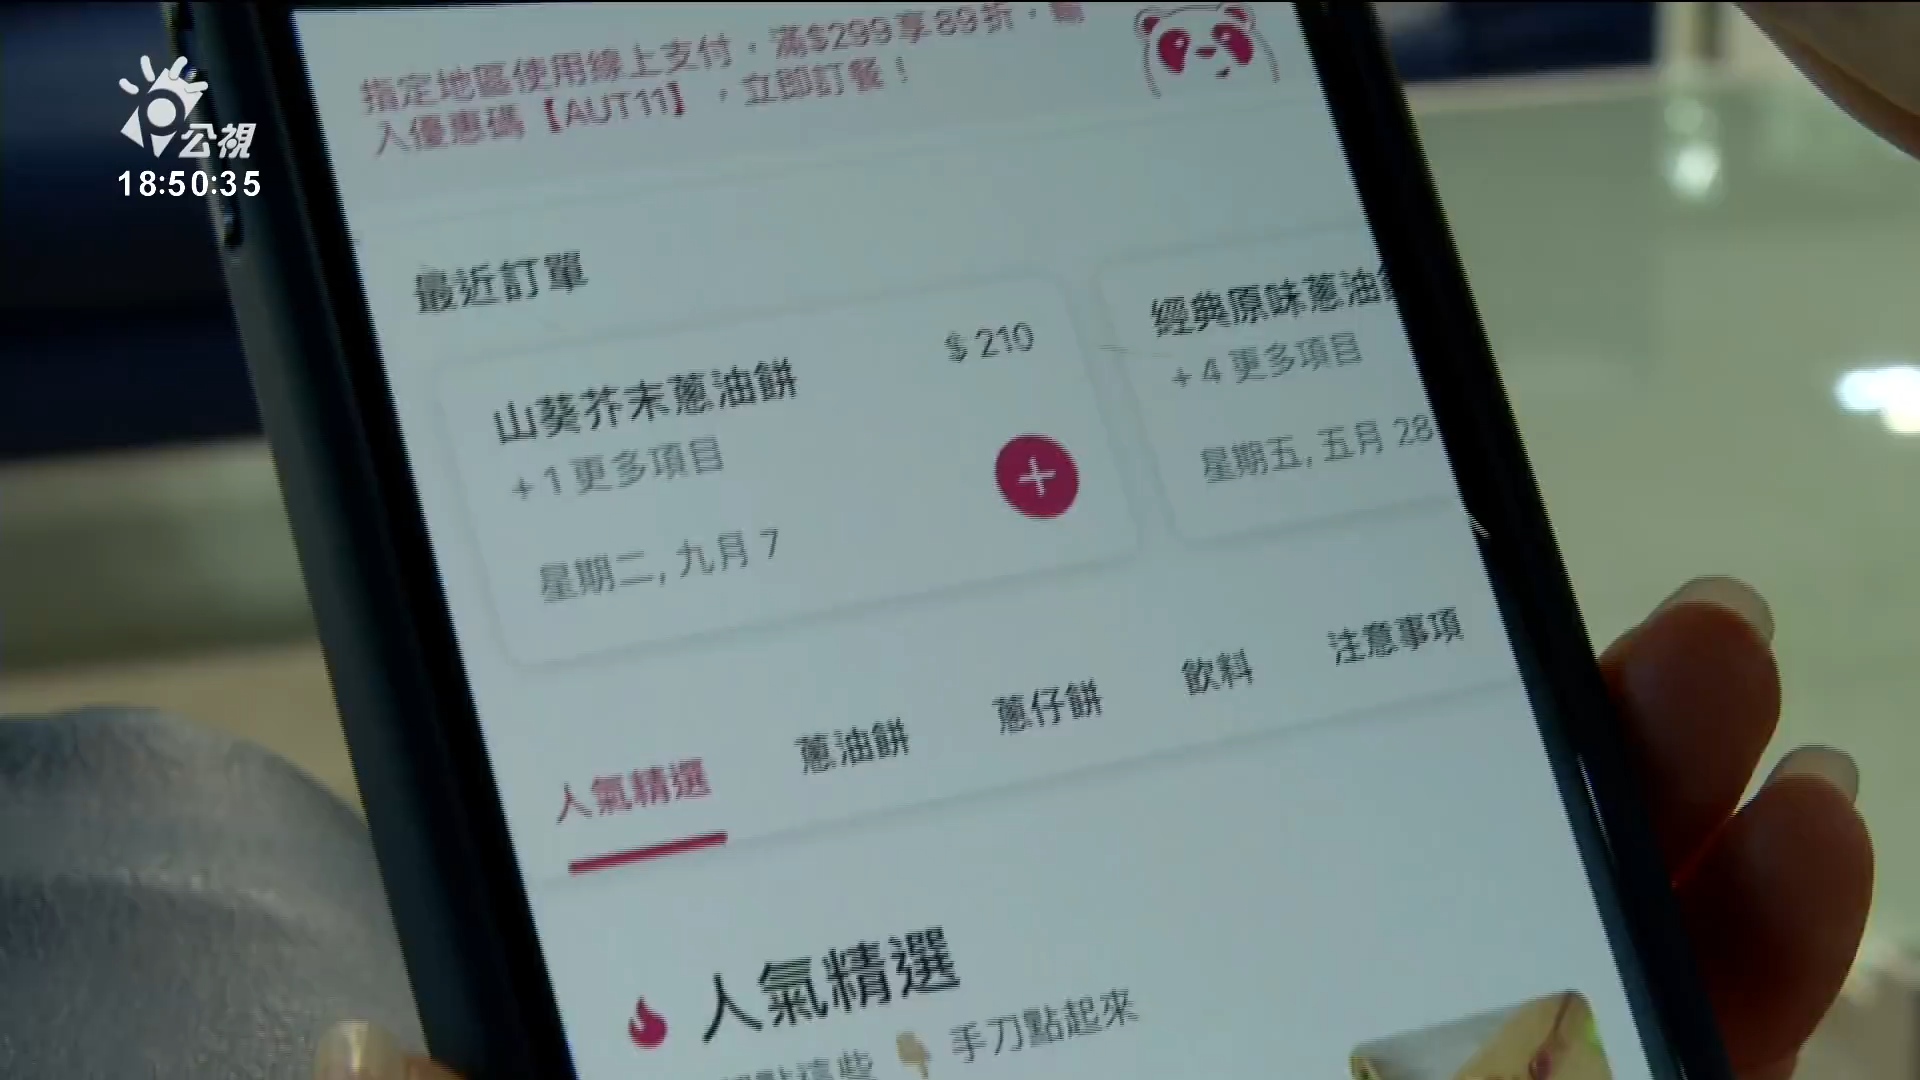 公視
18:50:35
指定地區使用線上支付，滿$299享89折，輸
入優惠碼【AUT11】，立即訂餐！
最近訂單
山葵芥末蔥油餅
$ 210
+ 1 更多項目
星期二, 九月 7
經典原味蔥油
+ 4 更多項目
星期五, 五月 28
人氣精選
蔥油餅
蔥仔餅
飲料
注意事項
人氣精選
手刀點起來